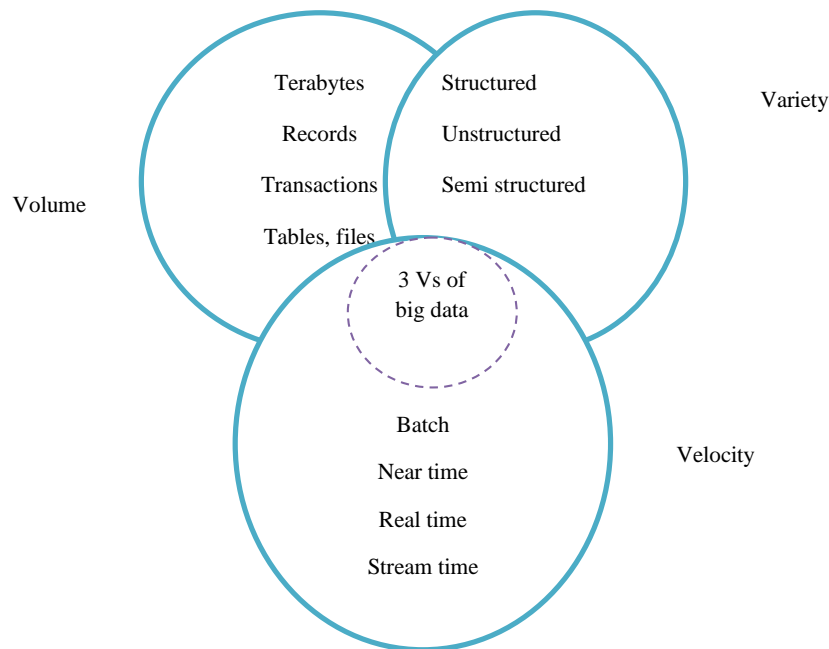 Volume
Terabytes
Records
Transactions
Tables, files
Structured
Unstructured
Semi structured
Variety
3 Vs of
big data
Batch
Near time
Real time
Stream time
Velocity